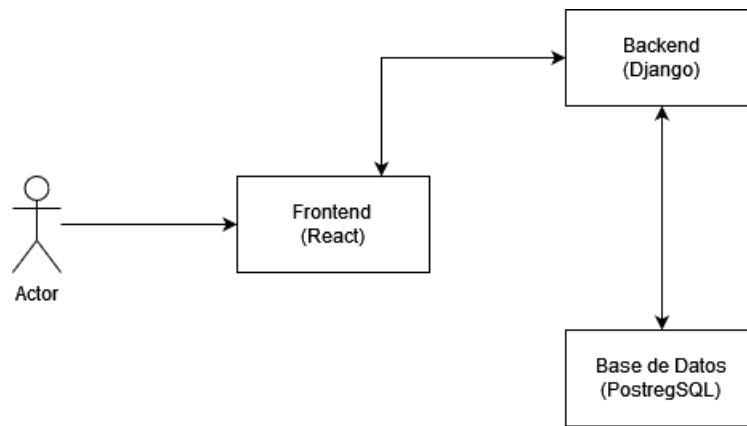 Backend
(Django)
Frontend
(React)
Actor
Base de Datos
(PostregSQL)